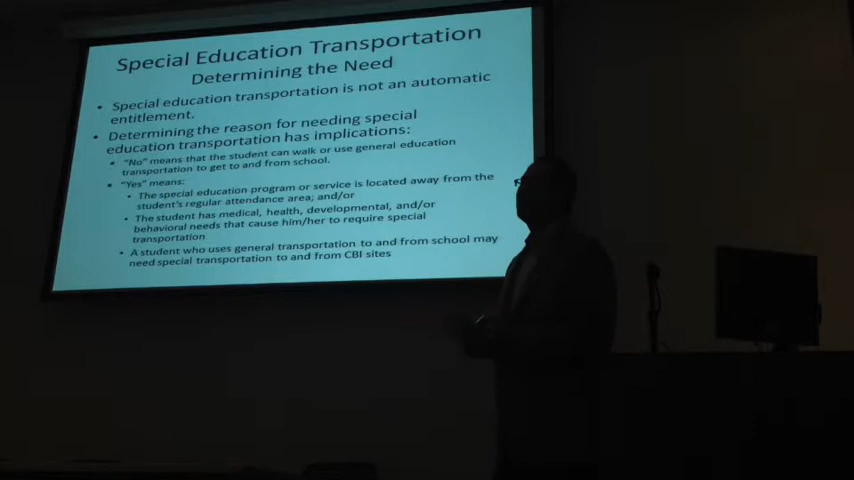 Special Education Transportation
Determining the Need
• Special education transportation is not an automatic
entitlement.
• Determining the reason for needing special
education transportation has implications:
• "No" means that the student can walk or use general education
transportation to get to and from school.
• "Yes" means:
• The special education program or service is located away from the
student's regular attendance area; and/or
• The student has medical, health, developmental, and/or
behavioral needs that cause him/her to require special
transportation
• A student who uses general transportation to and from school may
need special transportation to and from CBI sites